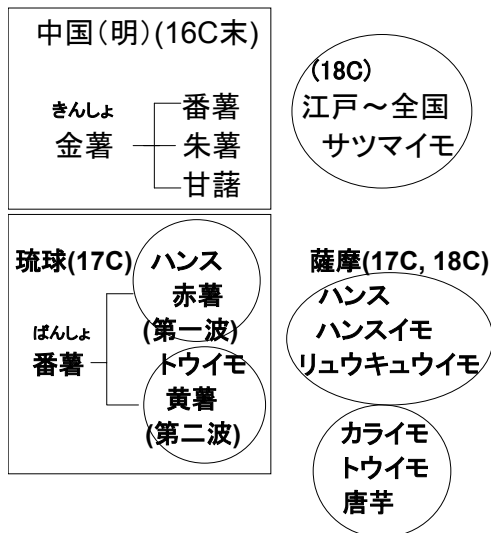 中国(明)(16C末)
きんしょ
金薯
番薯
朱薯
甘藷
(18C)
江戸～全国
サツマイモ
琉球(17C)
ばんしょ
番薯
ハンス
赤薯
(第一波)
トウイモ
黄薯
(第二波)
薩摩(17C, 18C)
ハンス
ハンスイモ
リュウキュウイモ
カライモ
トウイモ
唐芋